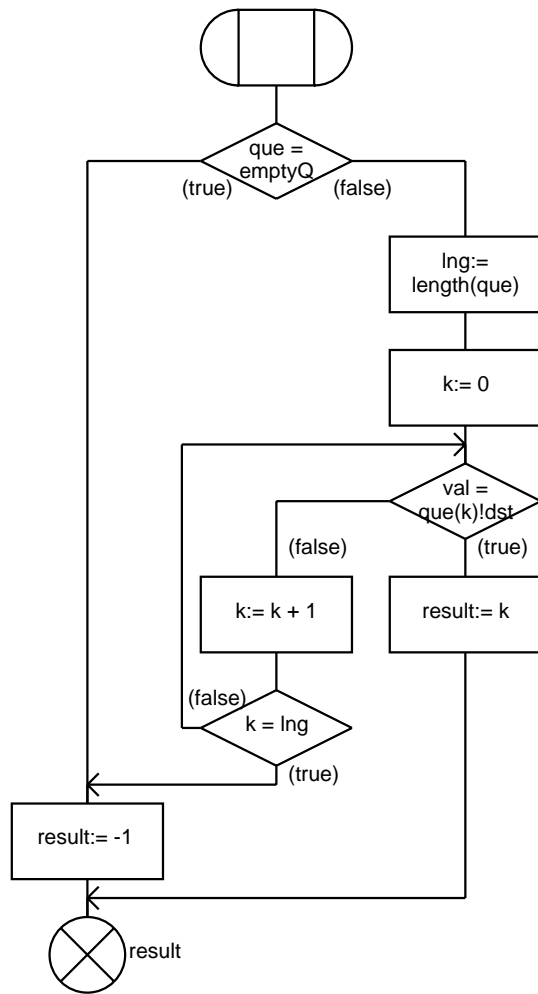 que =
emptyQ
(true)
(false)
lng:=
length(que)
k:= 0
val =
que(k)!dst
(false)
(true)
k:= k + 1
result:= k
(false)
k = lng
(true)
result:= -1
result